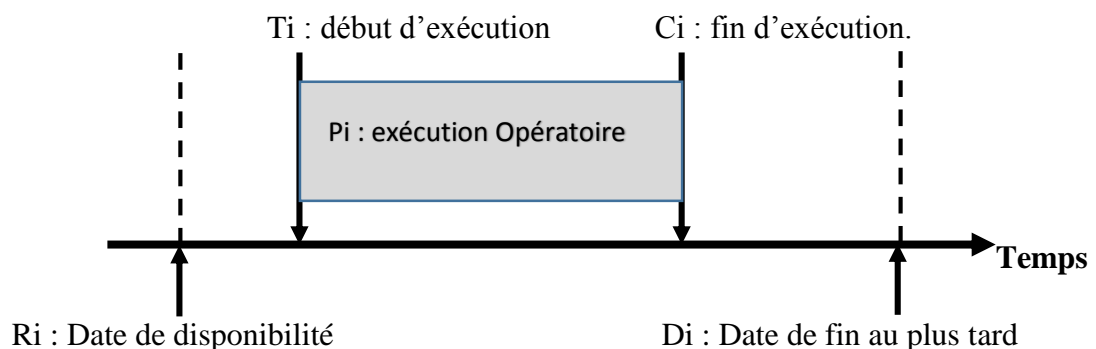 Ti : début d’exécution
Ci : fin d’exécution.
Pi : exécution Opératoire
Temps
Ri : Date de disponibilité
Di : Date de fin au plus tard